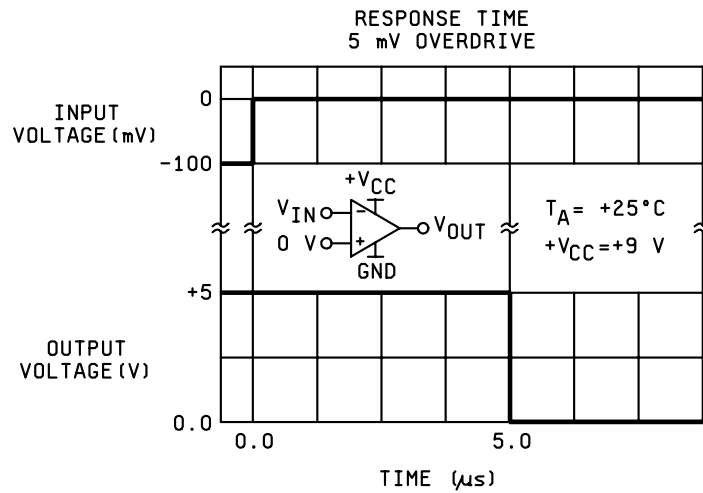 RESPONSE TIME
5 mV OVERDRIVE
INPUT
VOLTAGE(mV)
0
-100
+VCC
VIN
-
0 V
+
VOUT
GND
TA= +25°C
+VCC=+9 V
OUTPUT
VOLTAGE(V)
+5
0.0
0.0
5.0
TIME (μs)